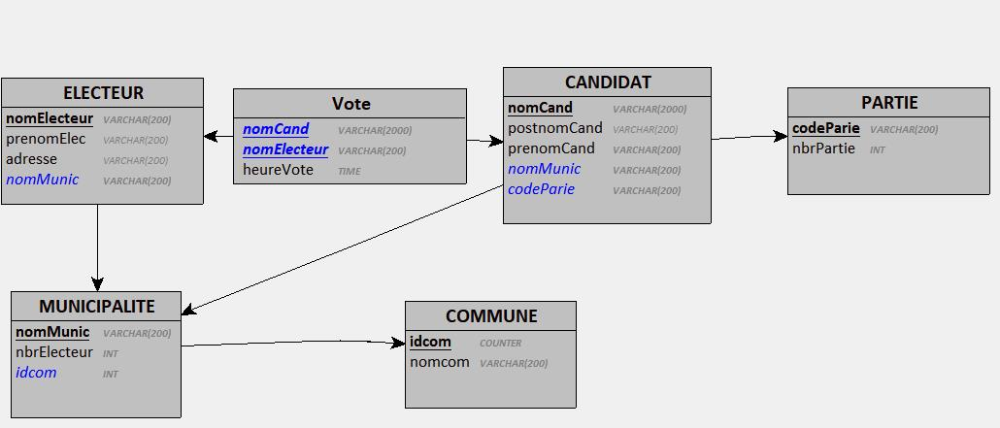 ELECTEUR
nomElecteur VARCHAR(200)
prenomElec VARCHAR(200)
adresse VARCHAR(200)
nomMunic VARCHAR(200)
Vote
nomCand VARCHAR(2000)
nomElecteur VARCHAR(200)
heureVote TIME
CANDIDAT
nomCand VARCHAR(2000)
postnomCand VARCHAR(200)
prenomCand VARCHAR(200)
nomMunic VARCHAR(200)
codeParie VARCHAR(200)
PARTIE
codeParie VARCHAR(200)
nbrPartie INT
MUNICIPALITE
nomMunic VARCHAR(200)
nbrElecteur INT
idcom INT
COMMUNE
idcom COUNTER
nomcom VARCHAR(200)